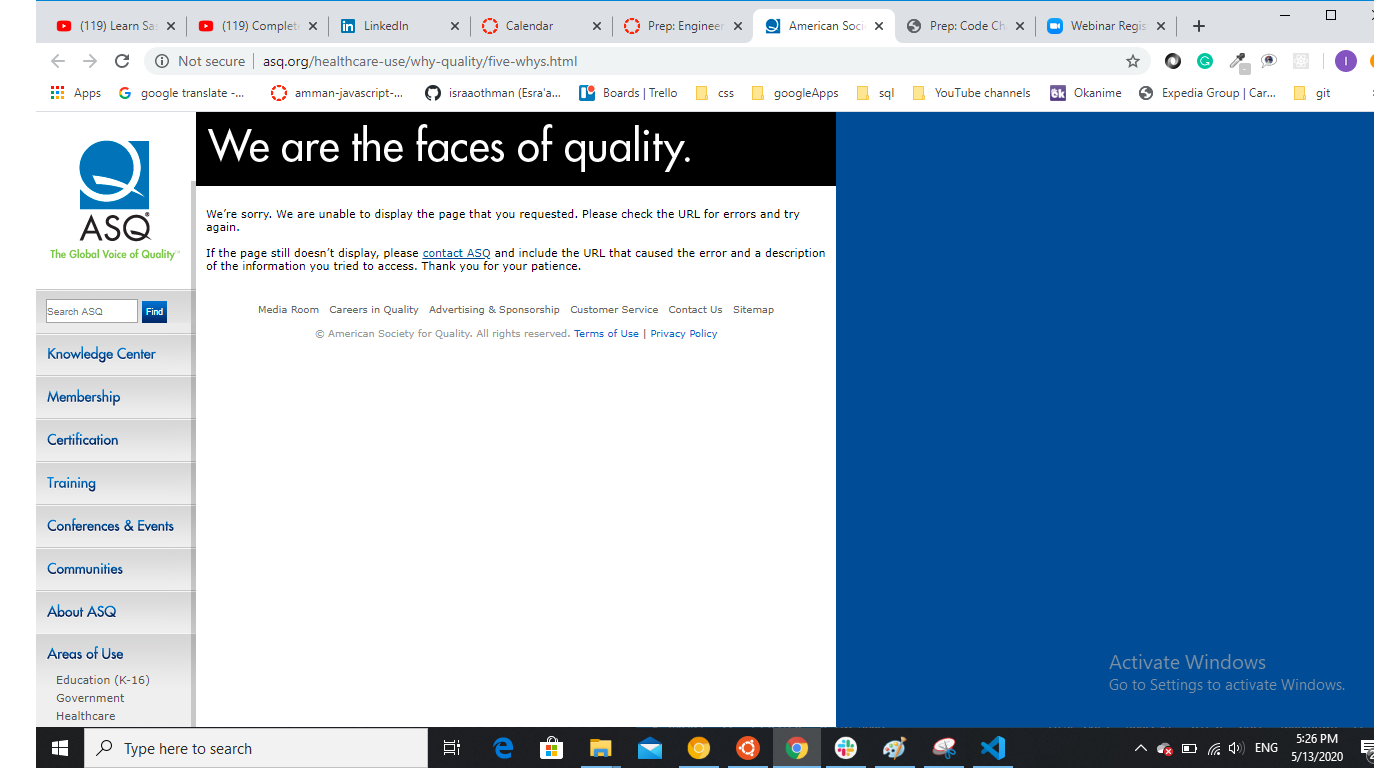 (119) Learn Sa
(119) Complete
LinkedIn
Calendar
Prep: Engineer
American Soci
Prep: Code Ch
Webinar Regis
Not secure
asq.org/healthcare-use/why-quality/five-whys.html
I
Apps
google translate -...
amman-javascript-...
israaothman (Esra'a...
Boards | Trello
css
googleApps
sql
YouTube channels
6k Okanime
Expedia Group | Car...
git
We are the faces of quality.
ASQ®
The Global Voice of Quality™
We're sorry. We are unable to display the page that you requested. Please check the URL for errors and try
again.
If the page still doesn't display, please contact ASQ and include the URL that caused the error and a description
of the information you tried to access. Thank you for your patience.
Media Room Careers in Quality Advertising & Sponsorship Customer Service Contact Us Sitemap
© American Society for Quality. All rights reserved. Terms of Use | Privacy Policy
Search ASQ
Find
Knowledge Center
Membership
Certification
Training
Conferences & Events
Communities
About ASQ
Areas of Use
Education (K-16)
Government
Healthcare
Activate Windows
Go to Settings to activate Windows.
Type here to search
ENG
5:26 PM
5/13/2020